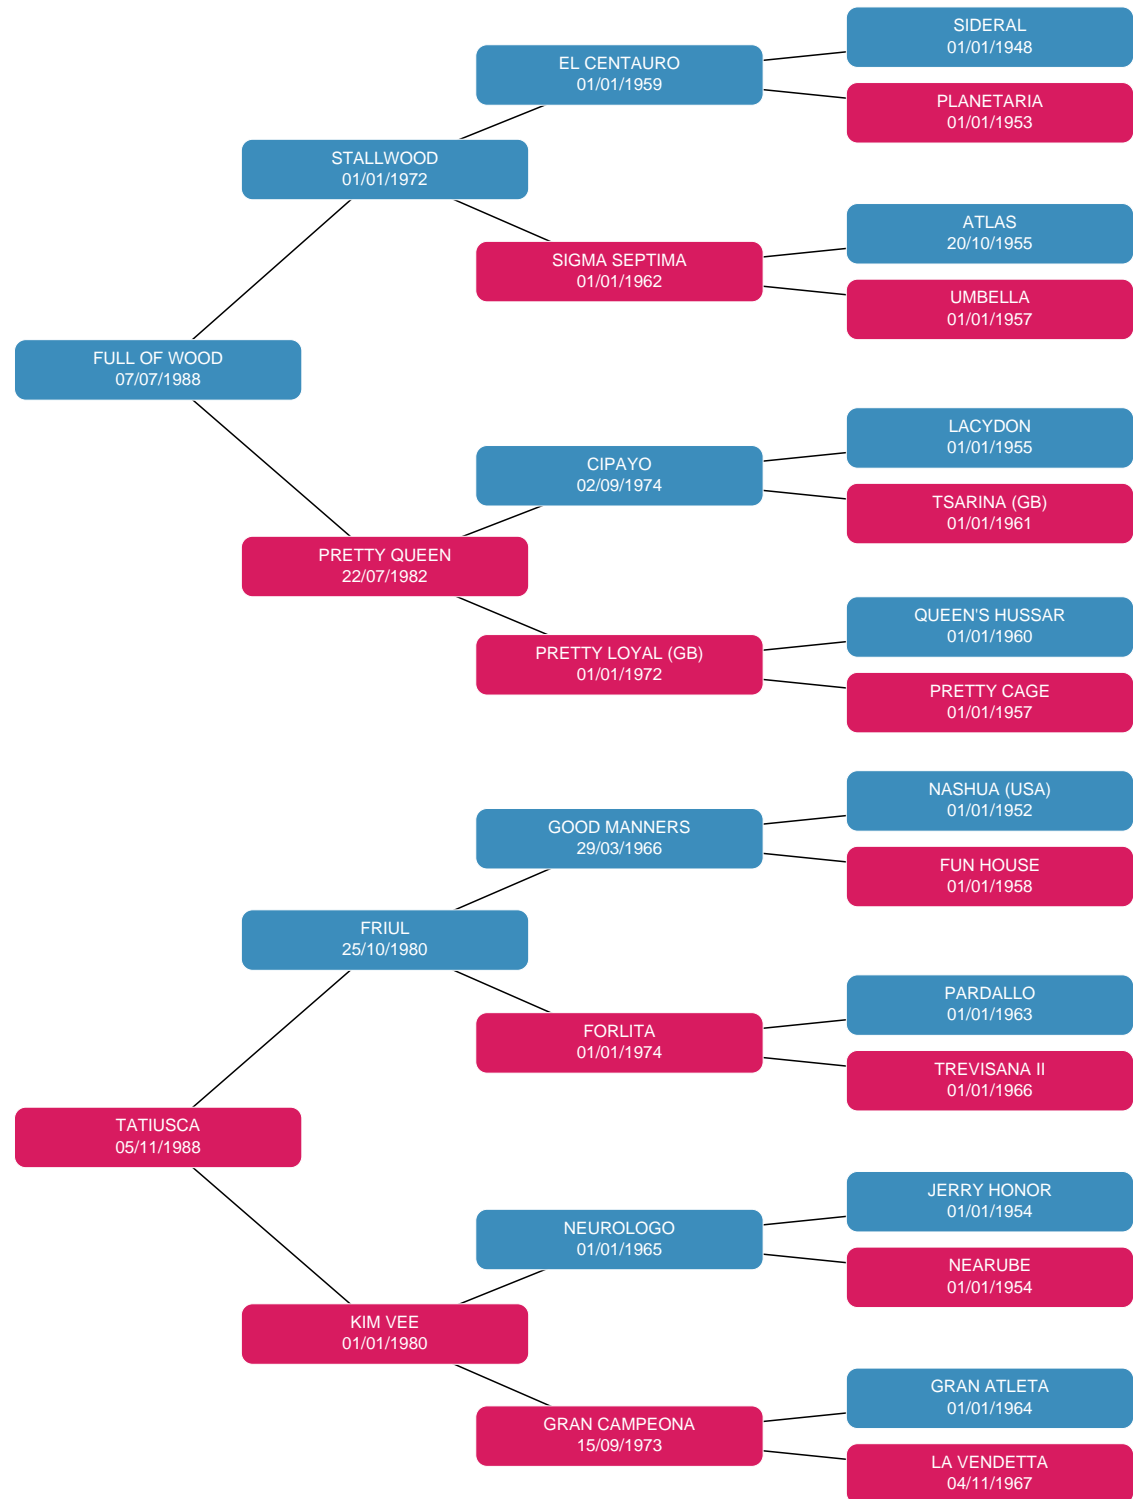 SIDERAL
01/01/1948
EL CENTAURO
01/01/1959
PLANETARIA
01/01/1953
STALLWOOD
01/01/1972
ATLAS
20/10/1955
SIGMA SEPTIMA
01/01/1962
UMBELLA
01/01/1957
FULL OF WOOD
07/07/1988
LACYDON
01/01/1955
CIPAYO
02/09/1974
TSARINA (GB)
01/01/1961
PRETTY QUEEN
22/07/1982
QUEEN'S HUSSAR
01/01/1960
PRETTY LOYAL (GB)
01/01/1972
PRETTY CAGE
01/01/1957
NASHUA (USA)
01/01/1952
GOOD MANNERS
29/03/1966
FUN HOUSE
01/01/1958
FRIUL
25/10/1980
PARDALLO
01/01/1963
FORLITA
01/01/1974
TREVISANA II
01/01/1966
TATIUSCA
05/11/1988
JERRY HONOR
01/01/1954
NEUROLOGO
01/01/1965
NEARUBE
01/01/1954
KIM VEE
01/01/1980
GRAN ATLETA
01/01/1964
GRAN CAMPEONA
15/09/1973
LA VENDETTA
04/11/1967